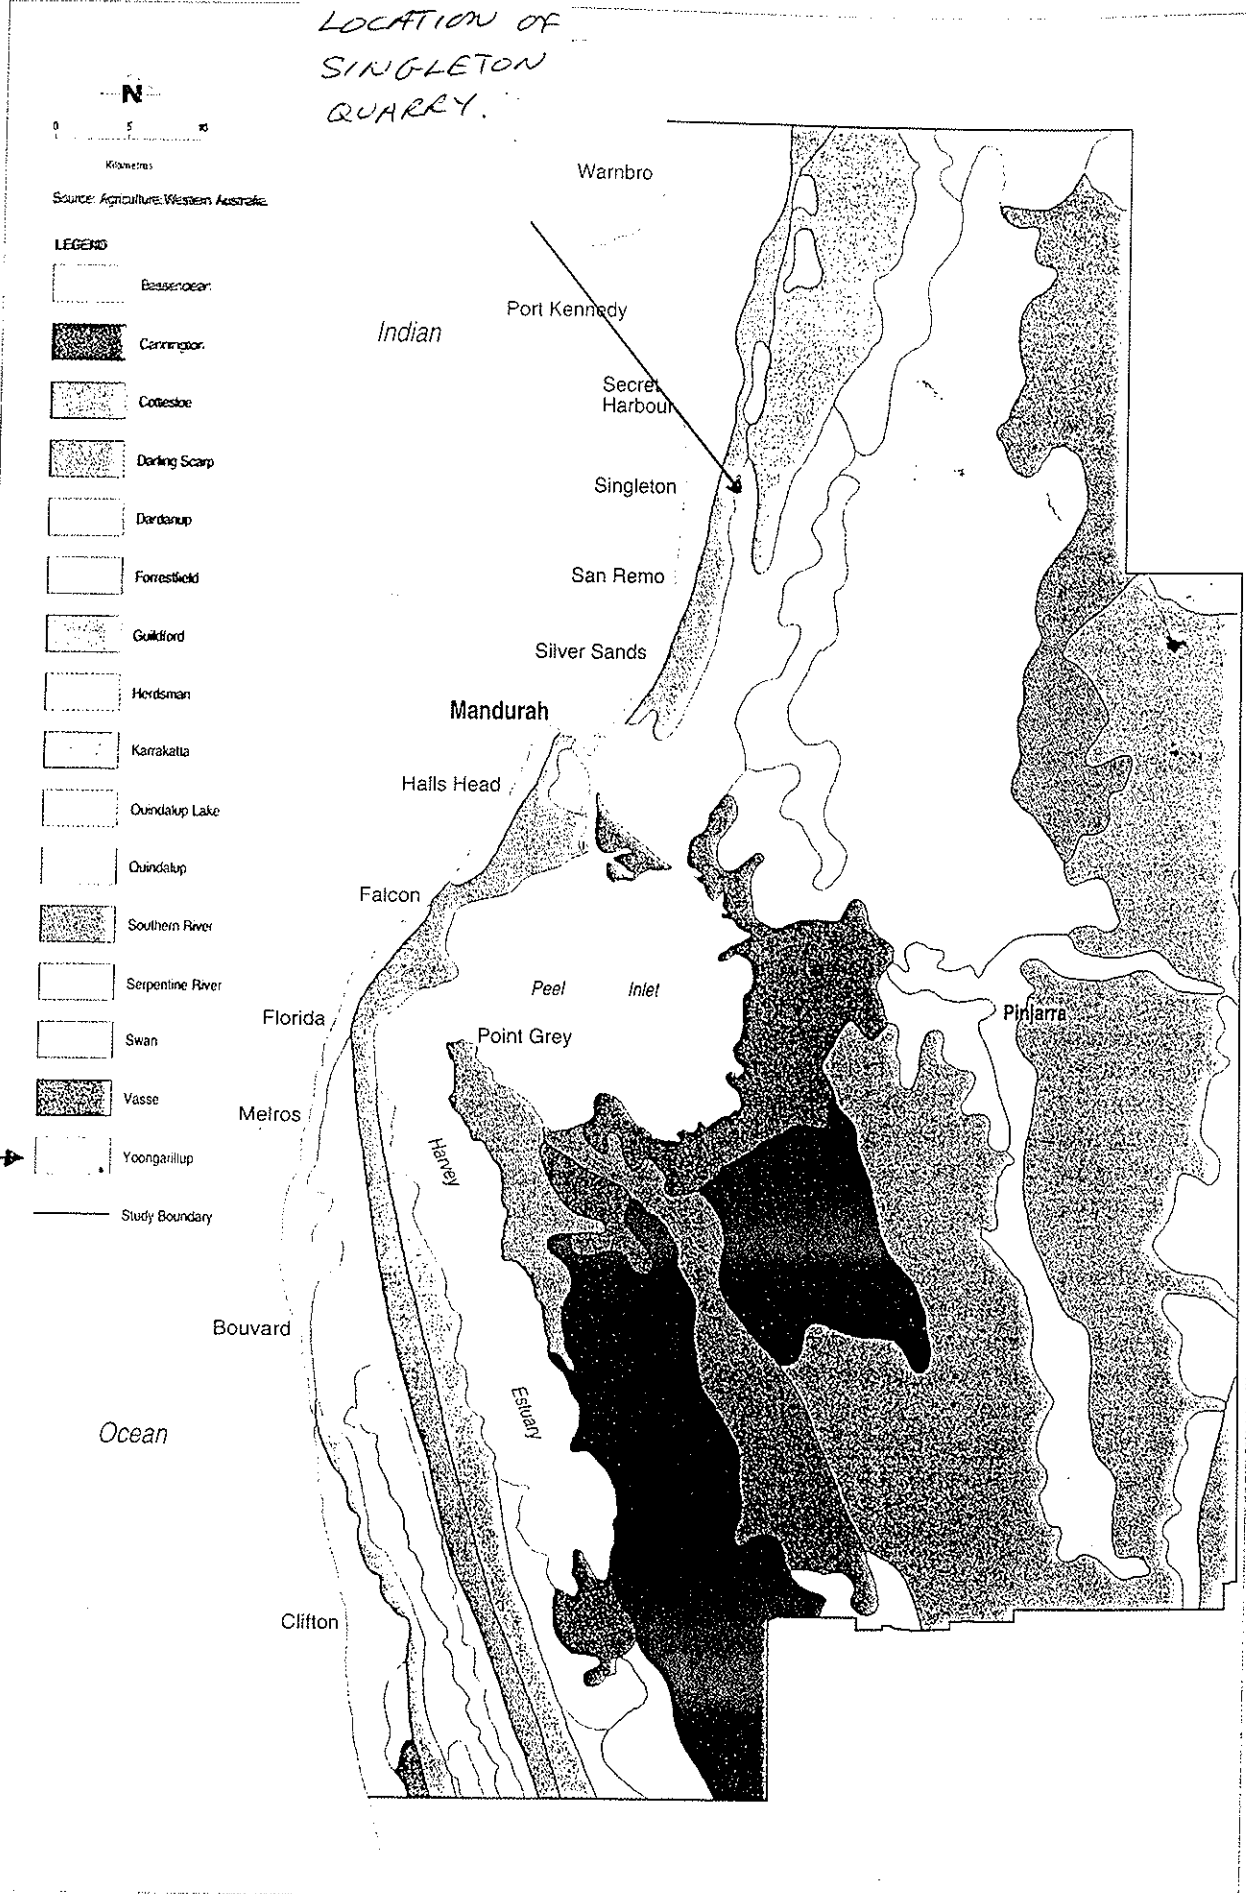 LOCATION OF
SINGLETON
QUARRY.
N
0 5 10
Kilometres
Source: Agriculture Western Australia
LEGEND
Bassendean
Cannington
Cottesloe
Darling Scarp
Dardanup
Forrestfield
Guildford
Herdsman
Karrakatta
Quindalup Lake
Quindalup
Southern River
Serpentine River
Swan
Vasse
Yoongarillup
Study Boundary
Warnbro
Port Kennedy
Indian
Secret
Harbour
Singleton
San Remo
Silver Sands
Mandurah
Halls Head
Falcon
Peel Inlet
Florida
Point Grey
Pinjarra
Melros
Harvey
Bouvard
Estuary
Ocean
Clifton